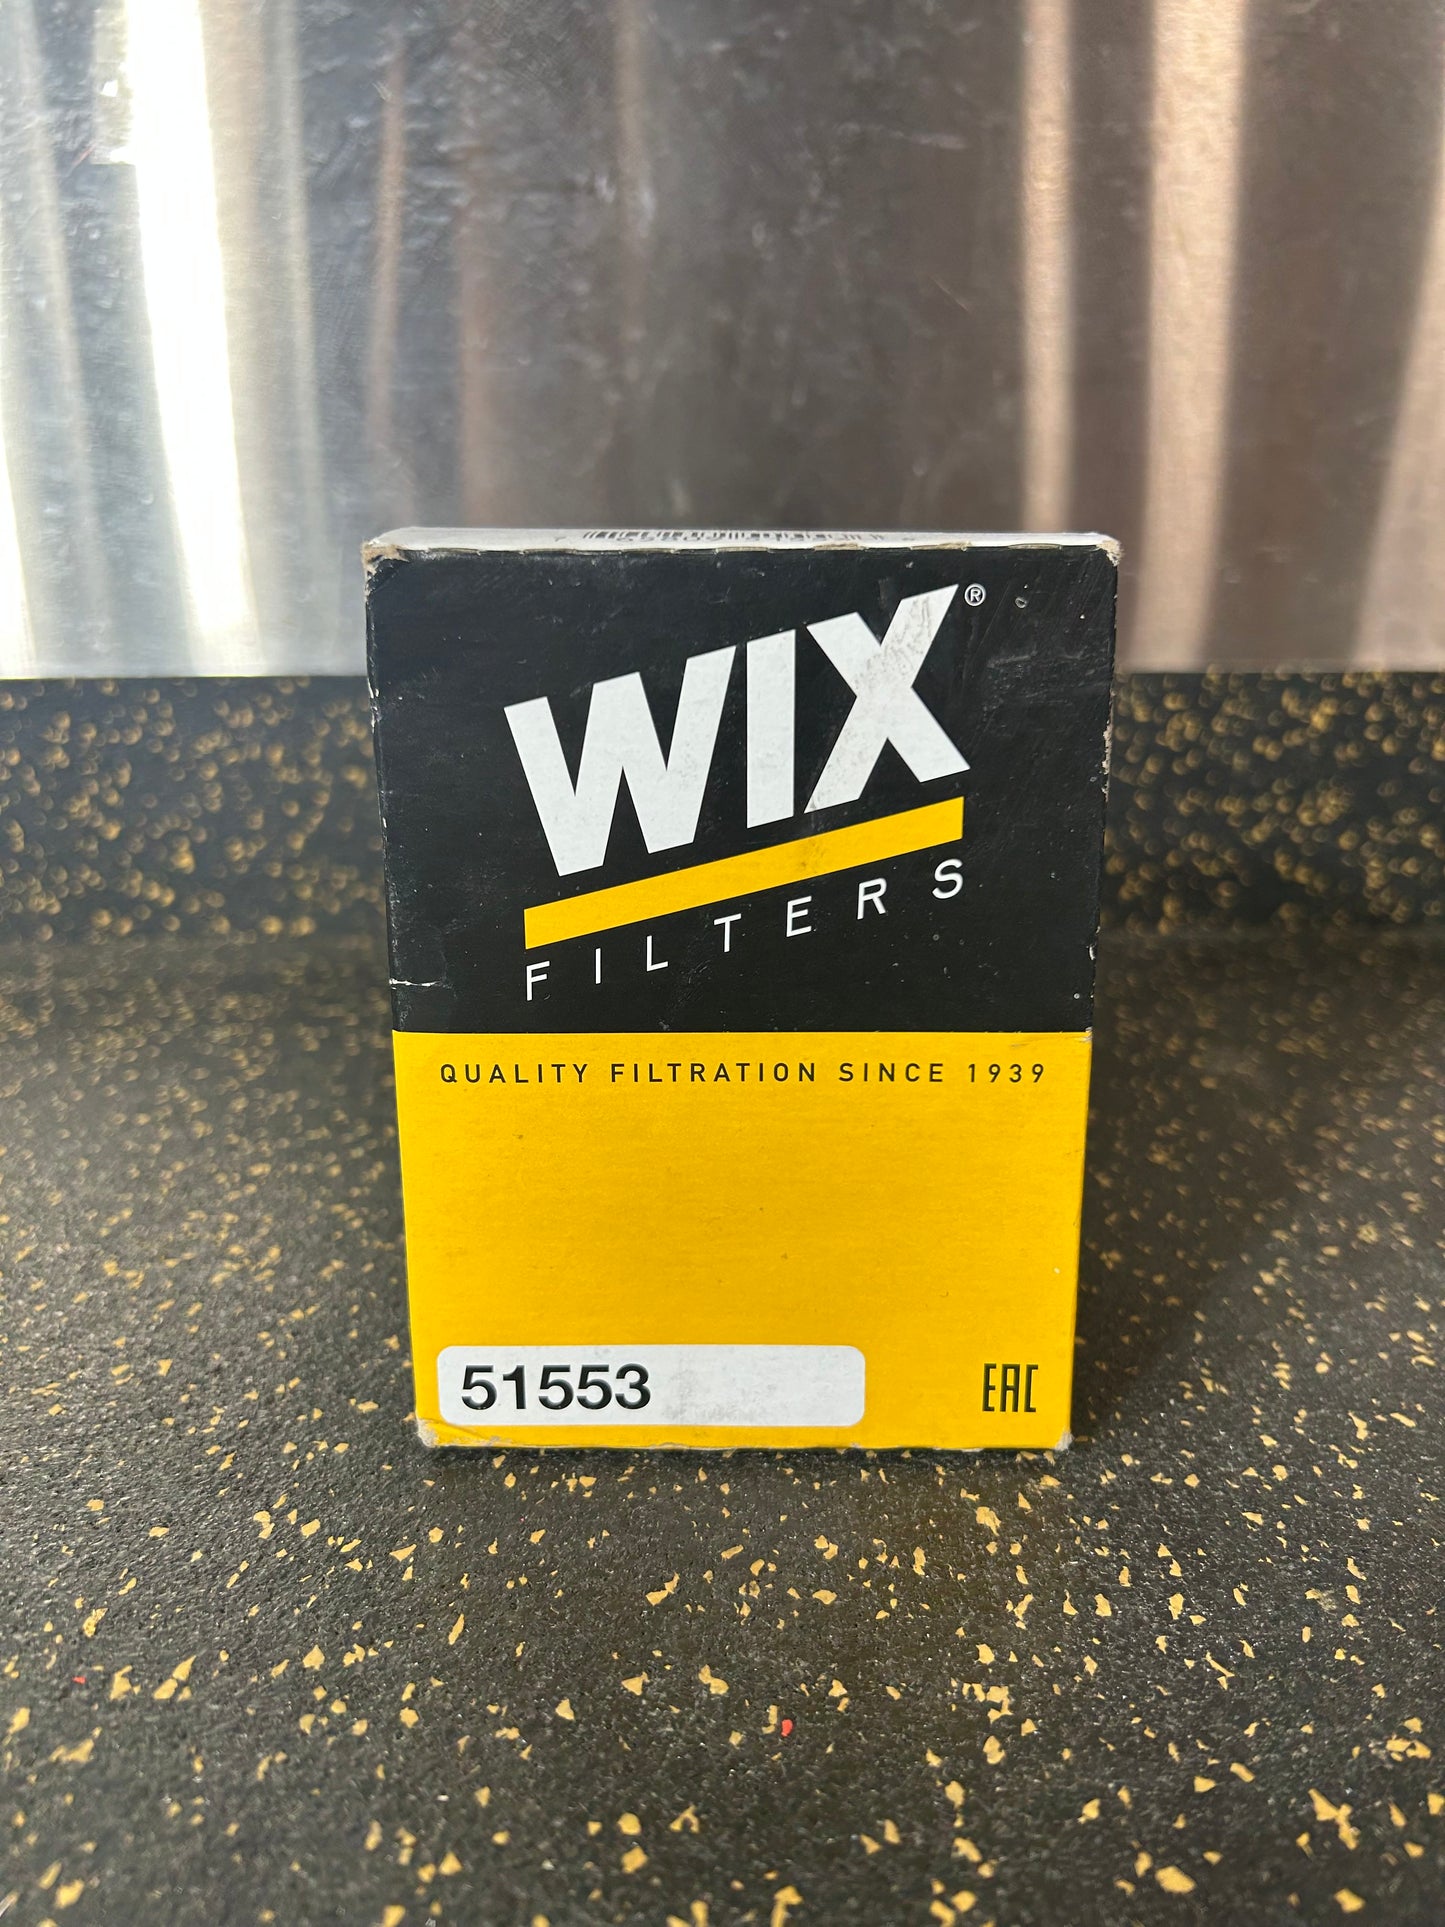 WIX®
FILTERS
QUALITY FILTRATION SINCE 1939
51553
EAC